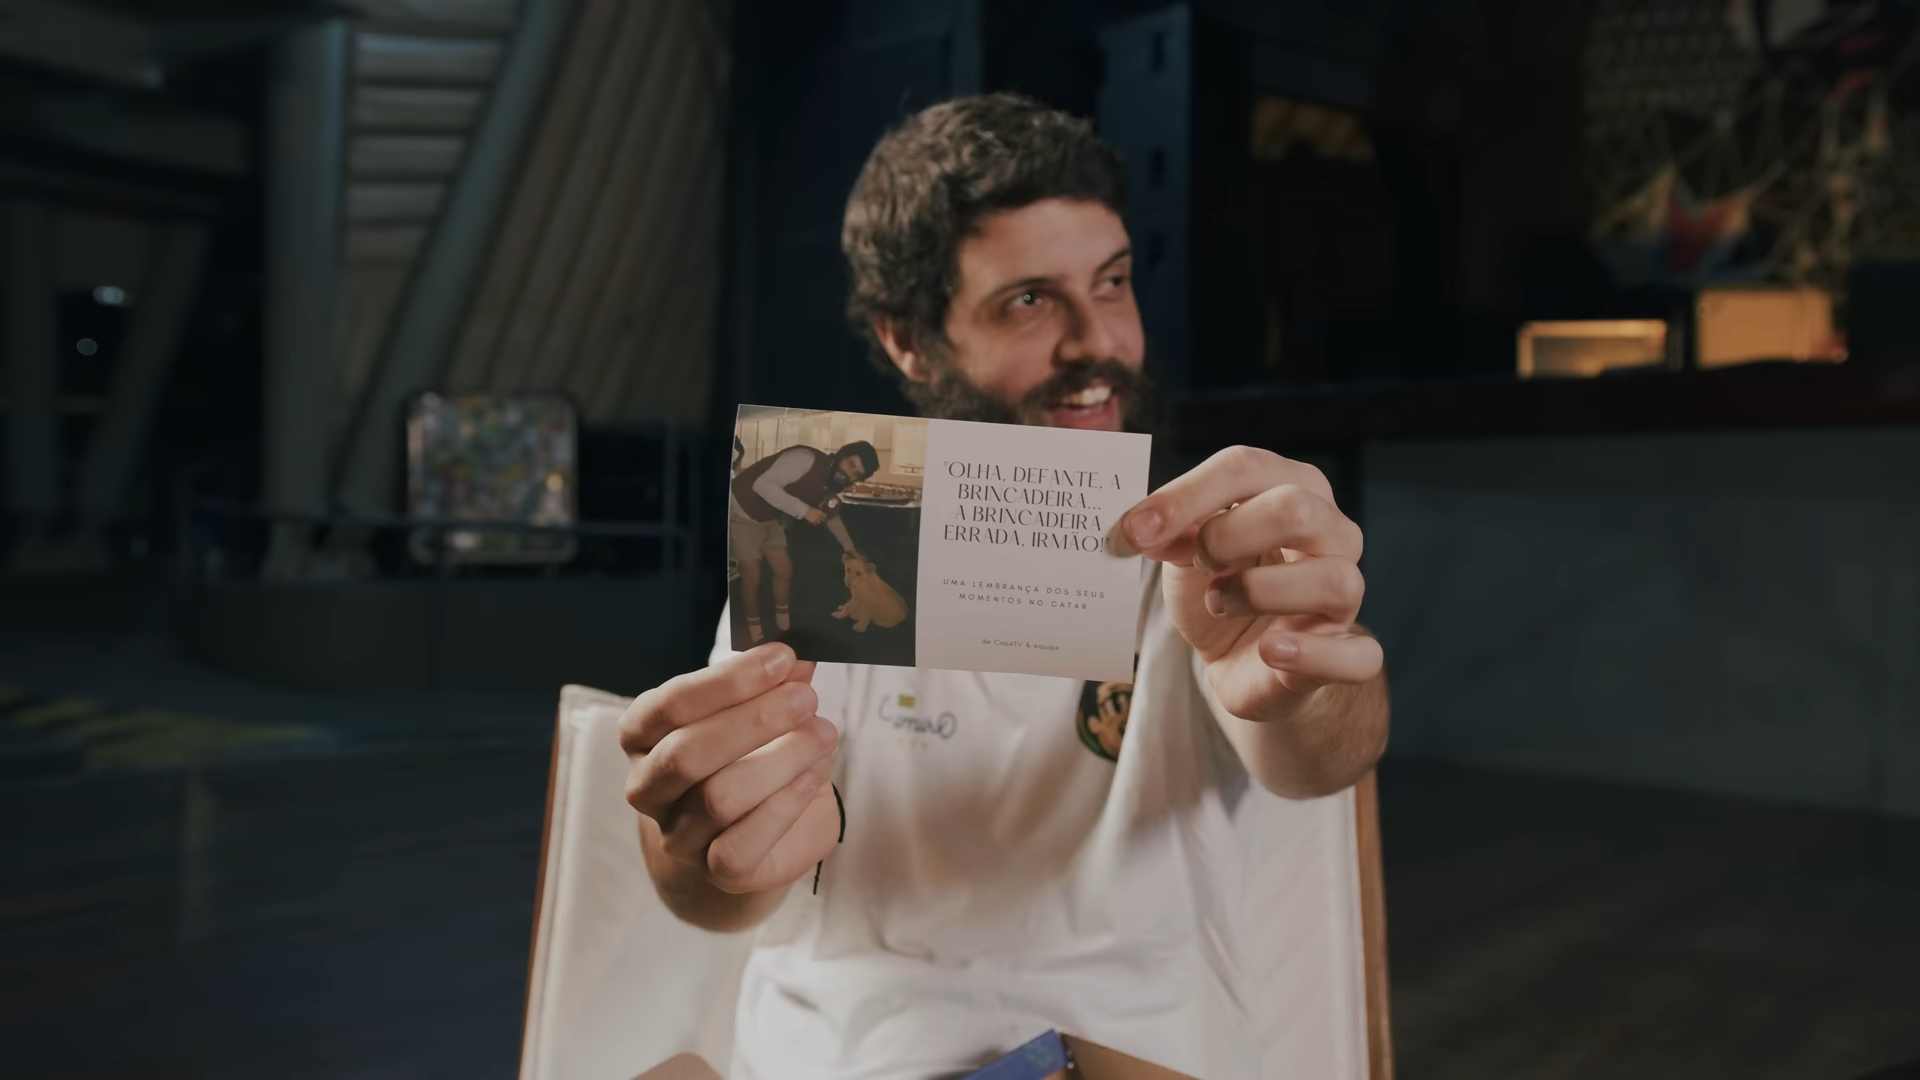 "OLHA, DEFANTE, A
BRINCADEIRA...
A BRINCADEIRA
ERRADA, IRMÃO!"
UMA LEMBRANÇA DOS SEUS
MOMENTOS NO CATAR
de CazéTV & equipe